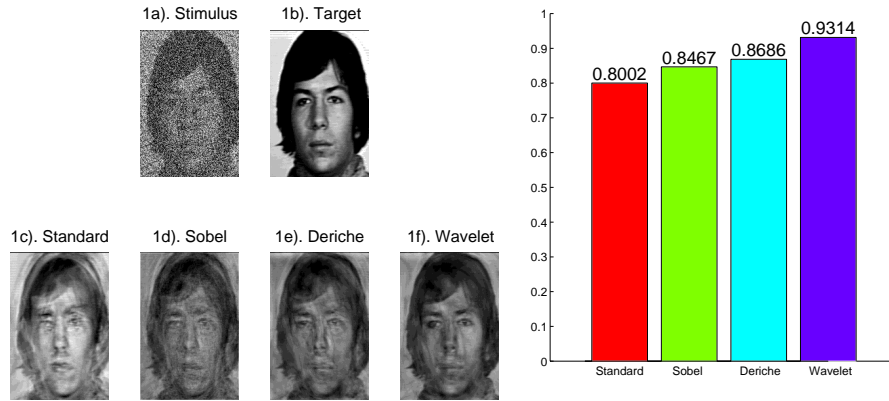 1a). Stimulus
1b). Target
1c). Standard
1d). Sobel
1e). Deriche
1f). Wavelet
1
0.9
0.8
0.7
0.6
0.5
0.4
0.3
0.2
0.1
0
0.8002
0.8467
0.8686
0.9314
Standard
Sobel
Deriche
Wavelet